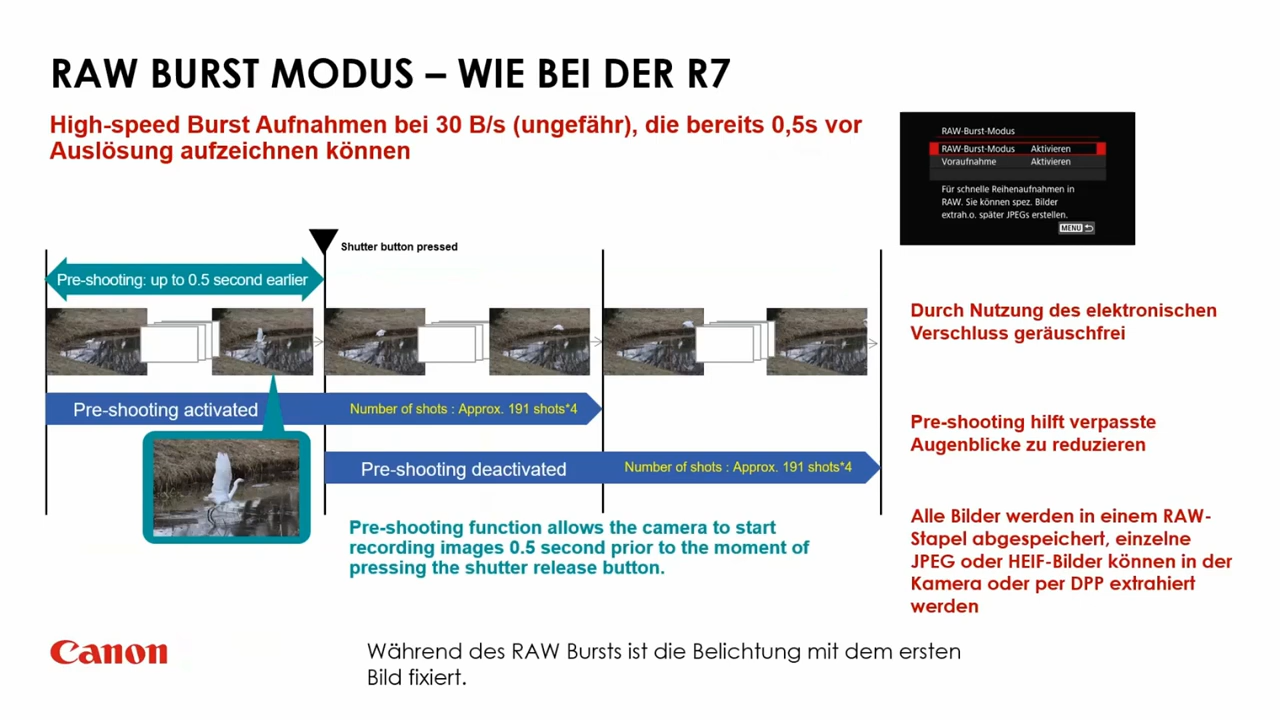 RAW BURST MODUS – WIE BEI DER R7
High-speed Burst Aufnahmen bei 30 B/s (ungefähr), die bereits 0,5s vor
Auslösung aufzeichnen können
RAW-Burst-Modus
RAW-Burst-Modus Aktivieren
Voraufnahme Aktivieren
Für schnelle Reihenaufnahmen in
RAW. Sie können spez. Bilder
extrah.o. später JPEGs erstellen.
MENU
Shutter button pressed
Pre-shooting: up to 0.5 second earlier
Pre-shooting activated
Number of shots : Approx. 191 shots*4
Pre-shooting deactivated
Number of shots : Approx. 191 shots*4
Pre-shooting function allows the camera to start
recording images 0.5 second prior to the moment of
pressing the shutter release button.
Durch Nutzung des elektronischen
Verschluss geräuschfrei
Pre-shooting hilft verpasste
Augenblicke zu reduzieren
Alle Bilder werden in einem RAW-
Stapel abgespeichert, einzelne
JPEG oder HEIF-Bilder können in der
Kamera oder per DPP extrahiert
werden
Canon
Während des RAW Bursts ist die Belichtung mit dem ersten
Bild fixiert.